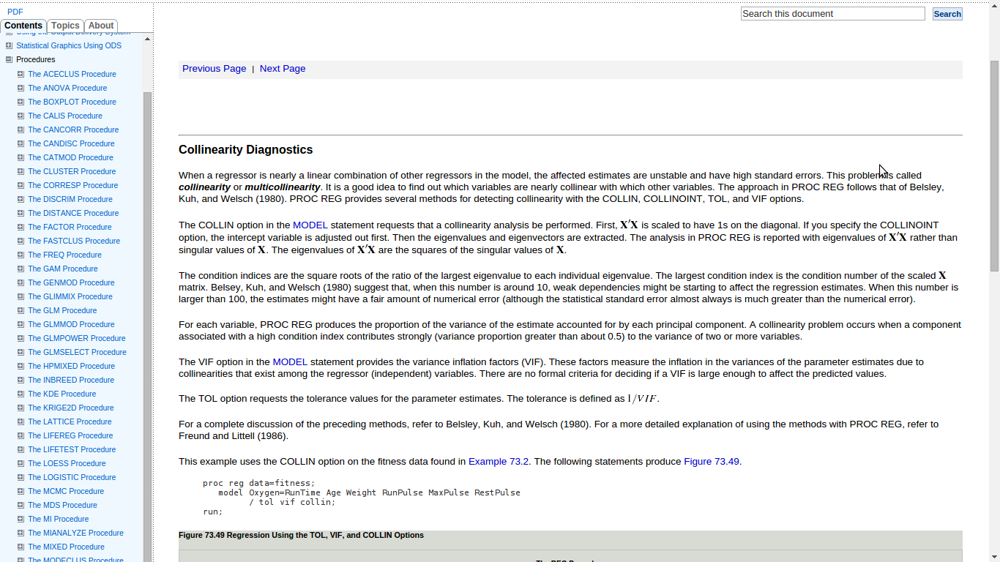 PDF
Search this document
Search
Contents
Topics
About
Using the Output Delivery System
Statistical Graphics Using ODS
Procedures
The ACECLUS Procedure
The ANOVA Procedure
The BOXPLOT Procedure
The CALIS Procedure
The CANCORR Procedure
The CANDISC Procedure
The CATMOD Procedure
The CLUSTER Procedure
The CORRESP Procedure
The DISCRIM Procedure
The DISTANCE Procedure
The FACTOR Procedure
The FASTCLUS Procedure
The FREQ Procedure
The GAM Procedure
The GENMOD Procedure
The GLIMMIX Procedure
The GLM Procedure
The GLMMOD Procedure
The GLMPOWER Procedure
The GLMSELECT Procedure
The HPMIXED Procedure
The INBREED Procedure
The KDE Procedure
The KRIGE2D Procedure
The LATTICE Procedure
The LIFEREG Procedure
The LIFETEST Procedure
The LOESS Procedure
The LOGISTIC Procedure
The MCMC Procedure
The MDS Procedure
The MI Procedure
The MIANALYZE Procedure
The MIXED Procedure
The MODECLUS Procedure
Previous Page | Next Page
Collinearity Diagnostics
When a regressor is nearly a linear combination of other regressors in the model, the affected estimates are unstable and have high standard errors. This problem is called
collinearity or multicollinearity. It is a good idea to find out which variables are nearly collinear with which other variables. The approach in PROC REG follows that of Belsley,
Kuh, and Welsch (1980). PROC REG provides several methods for detecting collinearity with the COLLIN, COLLINOINT, TOL, and VIF options.
The COLLIN option in the MODEL statement requests that a collinearity analysis be performed. First, X′X is scaled to have 1s on the diagonal. If you specify the COLLINOINT
option, the intercept variable is adjusted out first. Then the eigenvalues and eigenvectors are extracted. The analysis in PROC REG is reported with eigenvalues of X′X rather than
singular values of X. The eigenvalues of X′X are the squares of the singular values of X.
The condition indices are the square roots of the ratio of the largest eigenvalue to each individual eigenvalue. The largest condition index is the condition number of the scaled X
matrix. Belsey, Kuh, and Welsch (1980) suggest that, when this number is around 10, weak dependencies might be starting to affect the regression estimates. When this number is
larger than 100, the estimates might have a fair amount of numerical error (although the statistical standard error almost always is much greater than the numerical error).
For each variable, PROC REG produces the proportion of the variance of the estimate accounted for by each principal component. A collinearity problem occurs when a component
associated with a high condition index contributes strongly (variance proportion greater than about 0.5) to the variance of two or more variables.
The VIF option in the MODEL statement provides the variance inflation factors (VIF). These factors measure the inflation in the variances of the parameter estimates due to
collinearities that exist among the regressor (independent) variables. There are no formal criteria for deciding if a VIF is large enough to affect the predicted values.
The TOL option requests the tolerance values for the parameter estimates. The tolerance is defined as 1/VIF.
For a complete discussion of the preceding methods, refer to Belsley, Kuh, and Welsch (1980). For a more detailed explanation of using the methods with PROC REG, refer to
Freund and Littell (1986).
This example uses the COLLIN option on the fitness data found in Example 73.2. The following statements produce Figure 73.49.
proc reg data=fitness;
model Oxygen=RunTime Age Weight RunPulse MaxPulse RestPulse
/ tol vif collin;
run;
Figure 73.49 Regression Using the TOL, VIF, and COLLIN Options